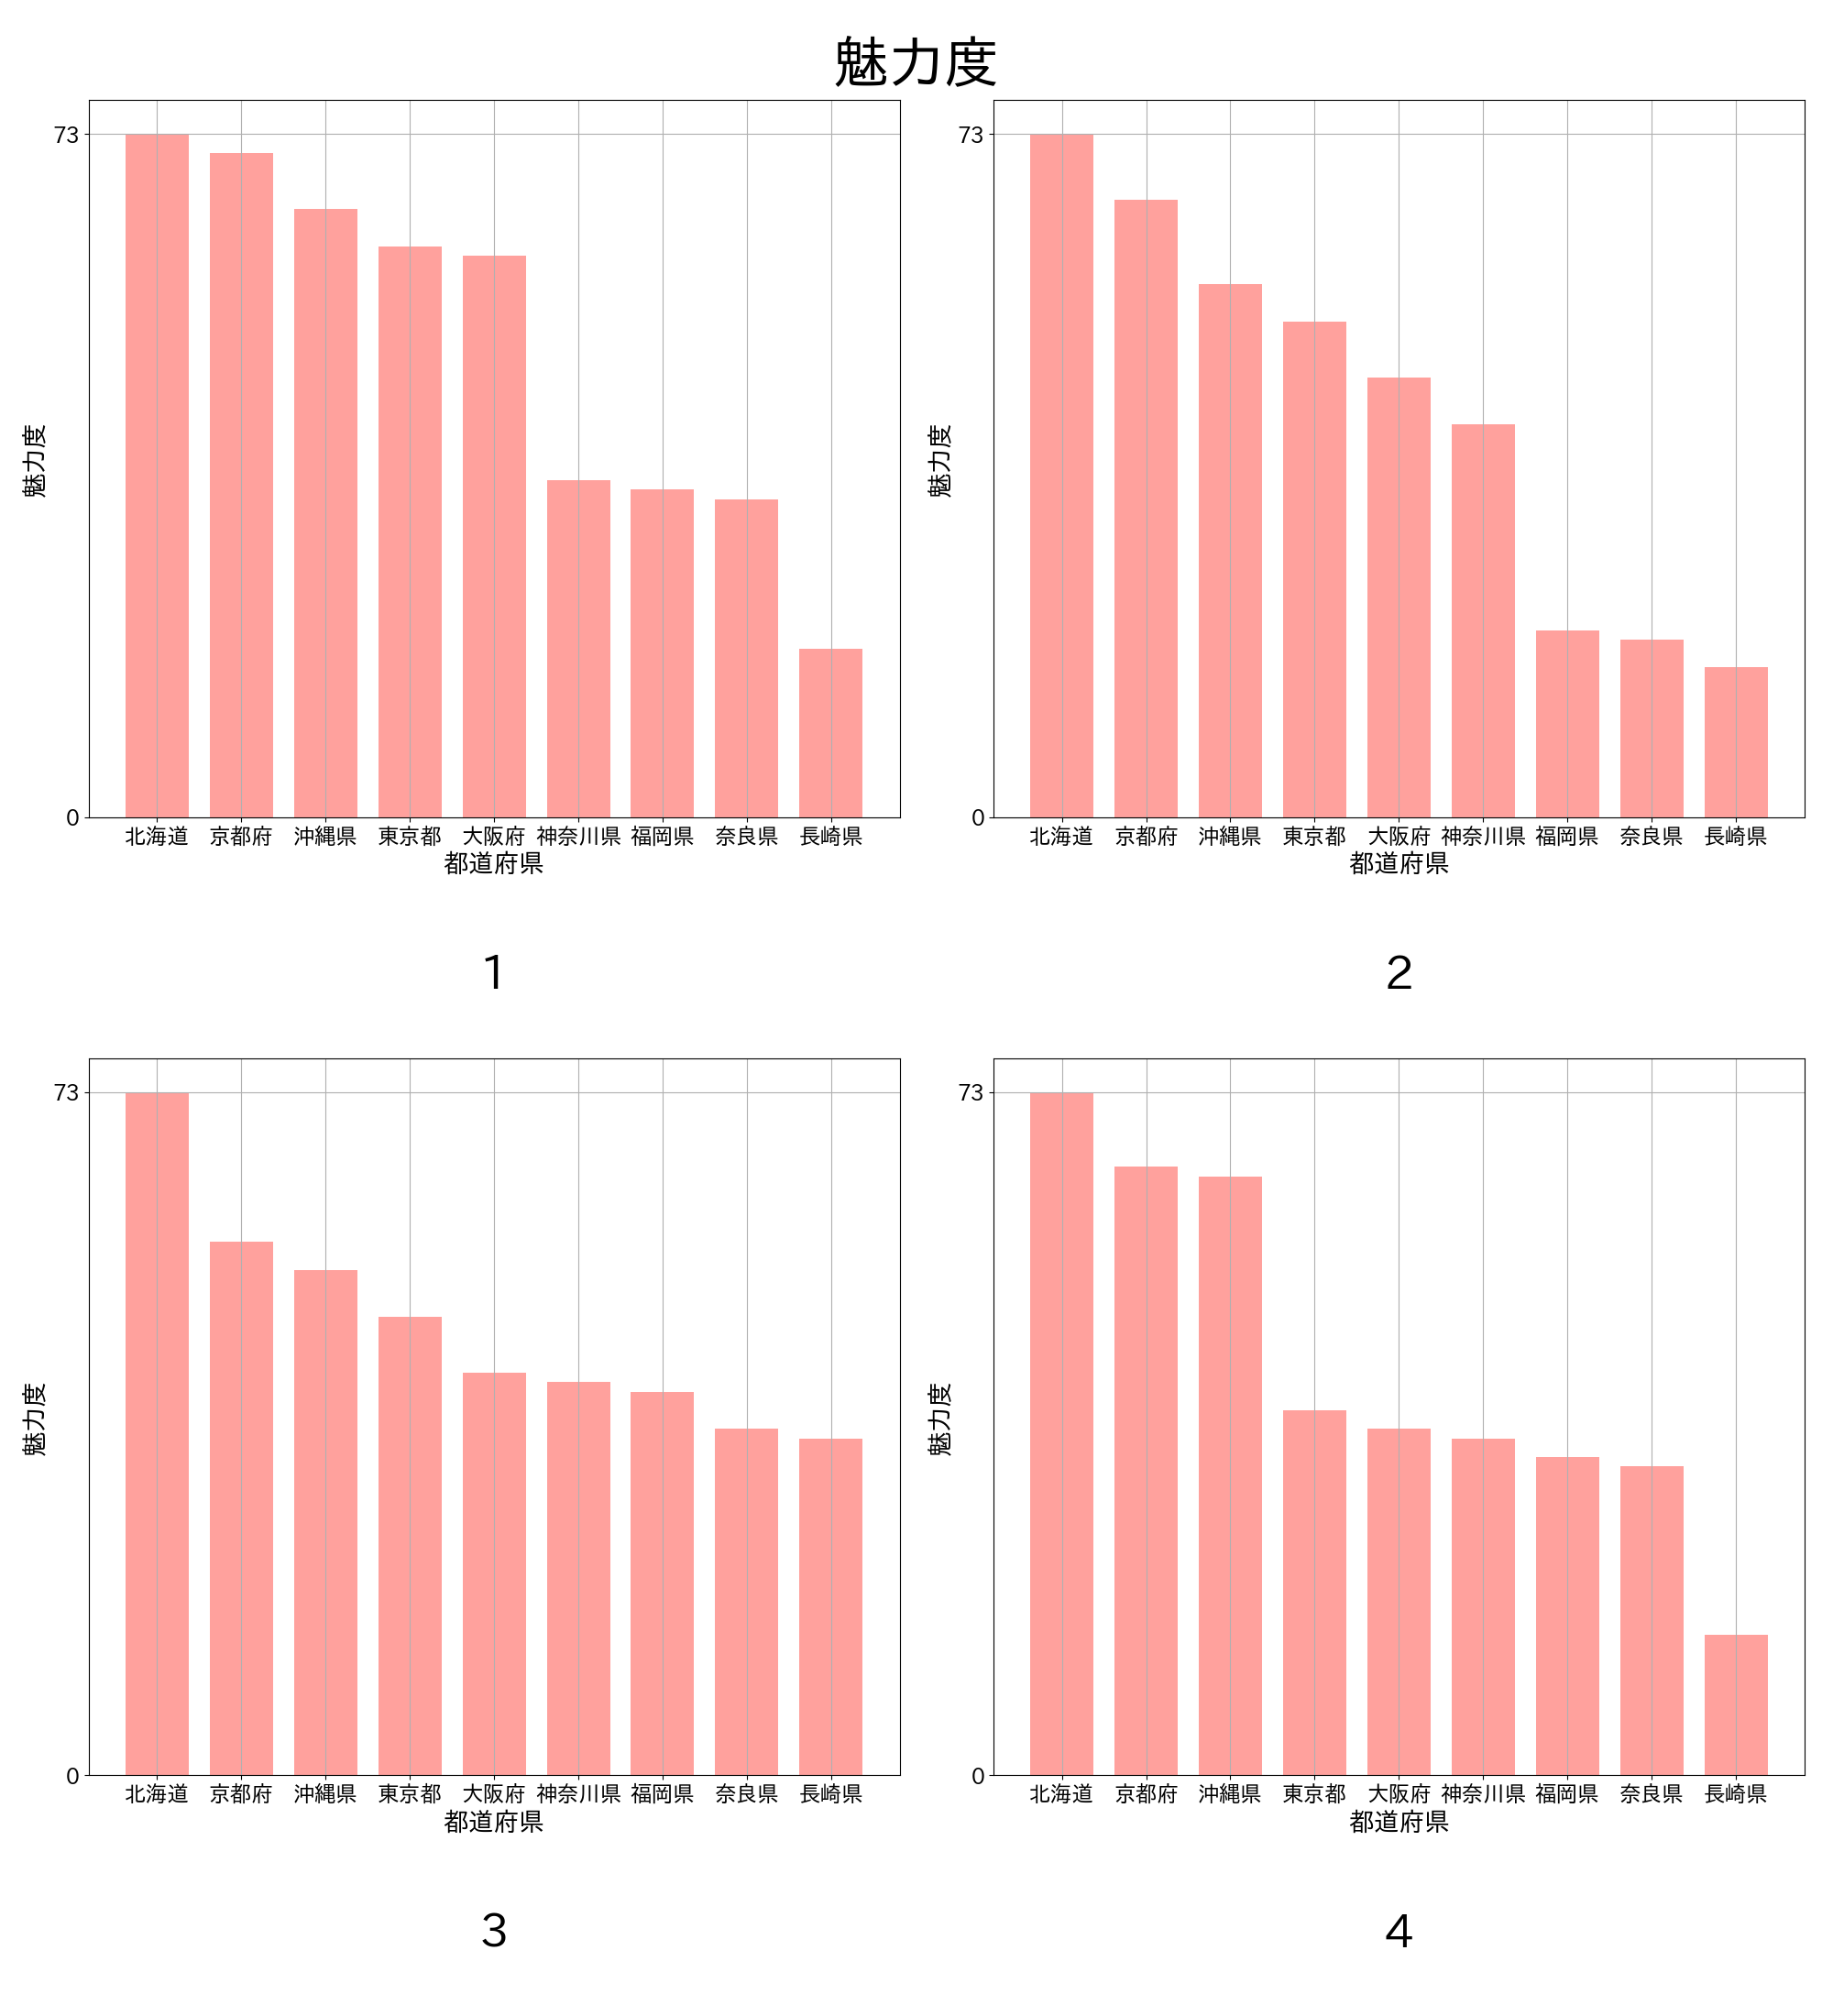 魅力度
73
0
魅力度
北海道 京都府 沖縄県 東京都 大阪府 神奈川県 福岡県 奈良県 長崎県
都道府県
1
73
0
魅力度
北海道 京都府 沖縄県 東京都 大阪府 神奈川県 福岡県 奈良県 長崎県
都道府県
2
73
0
魅力度
北海道 京都府 沖縄県 東京都 大阪府 神奈川県 福岡県 奈良県 長崎県
都道府県
3
73
0
魅力度
北海道 京都府 沖縄県 東京都 大阪府 神奈川県 福岡県 奈良県 長崎県
都道府県
4